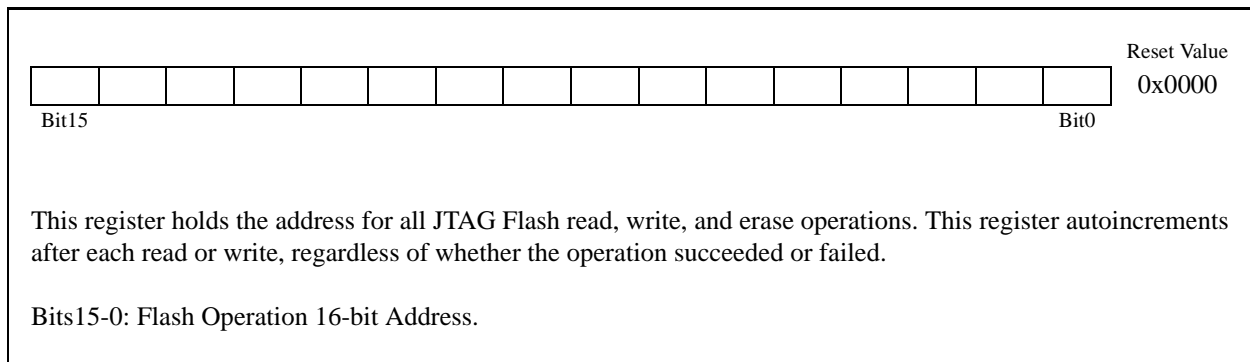 Reset Value
0x0000
Bit15 Bit0
This register holds the address for all JTAG Flash read, write, and erase operations. This register autoincrements
after each read or write, regardless of whether the operation succeeded or failed.
Bits15-0: Flash Operation 16-bit Address.